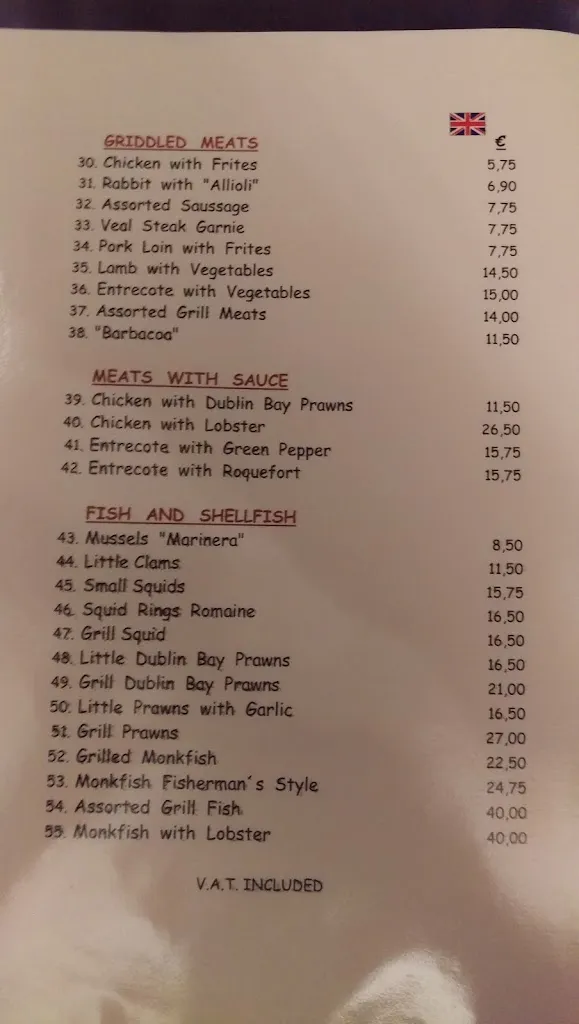 €
GRIDDLED MEATS
30. Chicken with Frites 5,75
31. Rabbit with "Allioli" 6,90
32. Assorted Saussage 7,75
33. Veal Steak Garnie 7,75
34. Pork Loin with Frites 7,75
35. Lamb with Vegetables 14,50
36. Entrecote with Vegetables 15,00
37. Assorted Grill Meats 14,00
38. "Barbacoa" 11,50
MEATS WITH SAUCE
39. Chicken with Dublin Bay Prawns 11,50
40. Chicken with Lobster 26,50
41. Entrecote with Green Pepper 15,75
42. Entrecote with Roquefort 15,75
FISH AND SHELLFISH
43. Mussels "Marinera" 8,50
44. Little Clams 11,50
45. Small Squids 15,75
46. Squid Rings Romaine 16,50
47. Grill Squid 16,50
48. Little Dublin Bay Prawns 16,50
49. Grill Dublin Bay Prawns 21,00
50. Little Prawns with Garlic 16,50
51. Grill Prawns 27,00
52. Grilled Monkfish 22,50
53. Monkfish Fisherman´s Style 24,75
54. Assorted Grill Fish 40,00
55. Monkfish with Lobster 40,00
V.A.T. INCLUDED